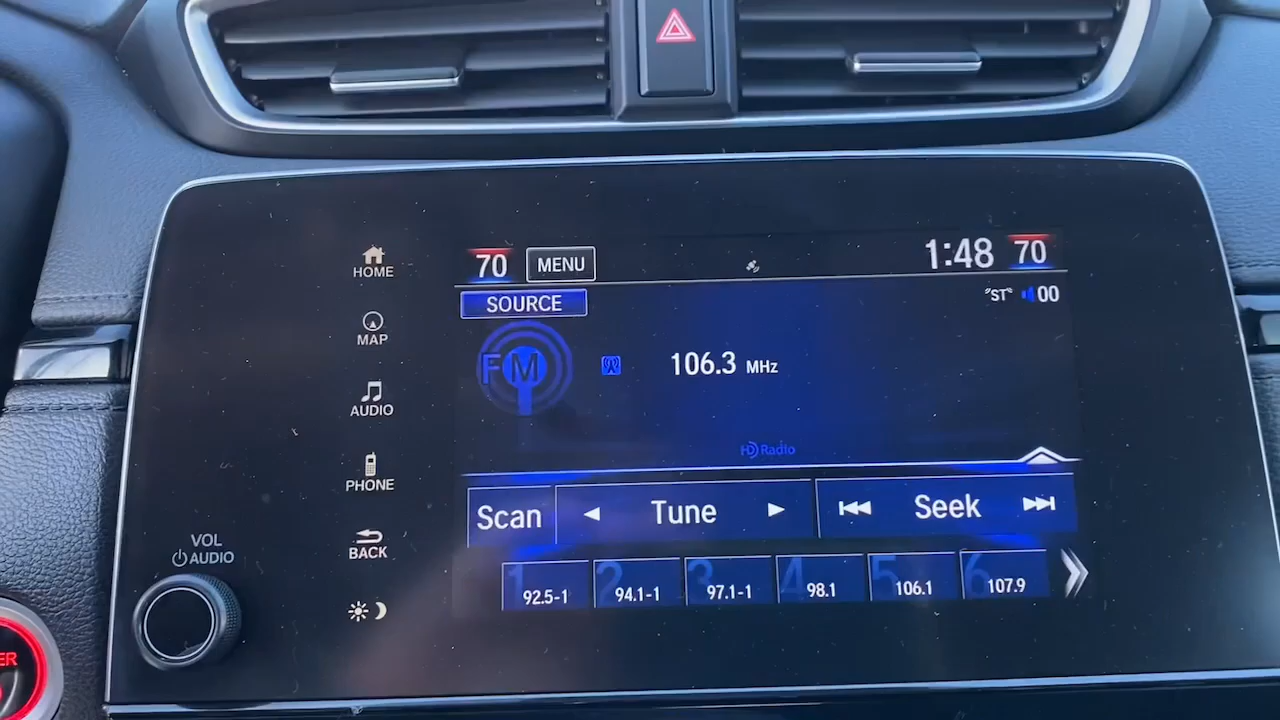 HOME
MAP
AUDIO
PHONE
BACK
VOL
AUDIO
ER
70 MENU 1:48 70
SOURCE "ST" 00
FM 106.3 MHz
HD Radio
Scan Tune Seek
1 92.5-1
2 94.1-1
3 97.1-1
4 98.1
5 106.1
6 107.9